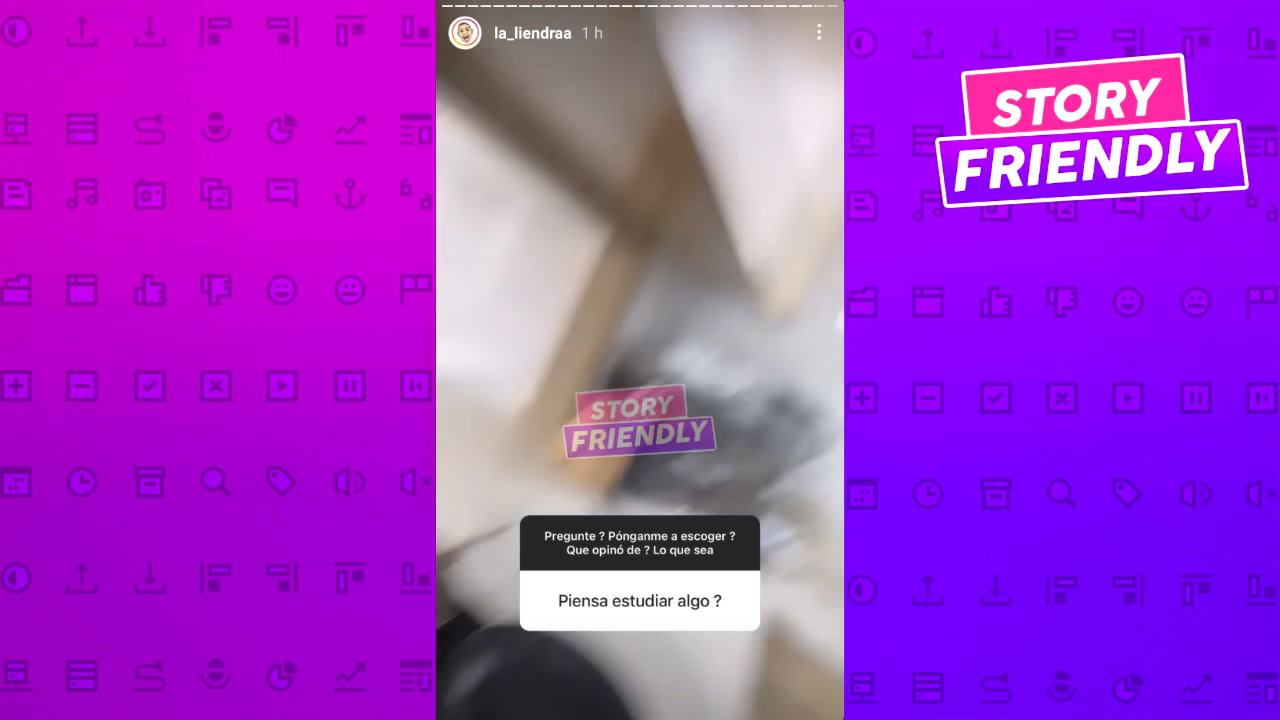 la_liendraa 1 h
STORY
FRIENDLY
STORY
FRIENDLY
Pregunte ? Pónganme a escoger ?
Que opinó de ? Lo que sea
Piensa estudiar algo ?